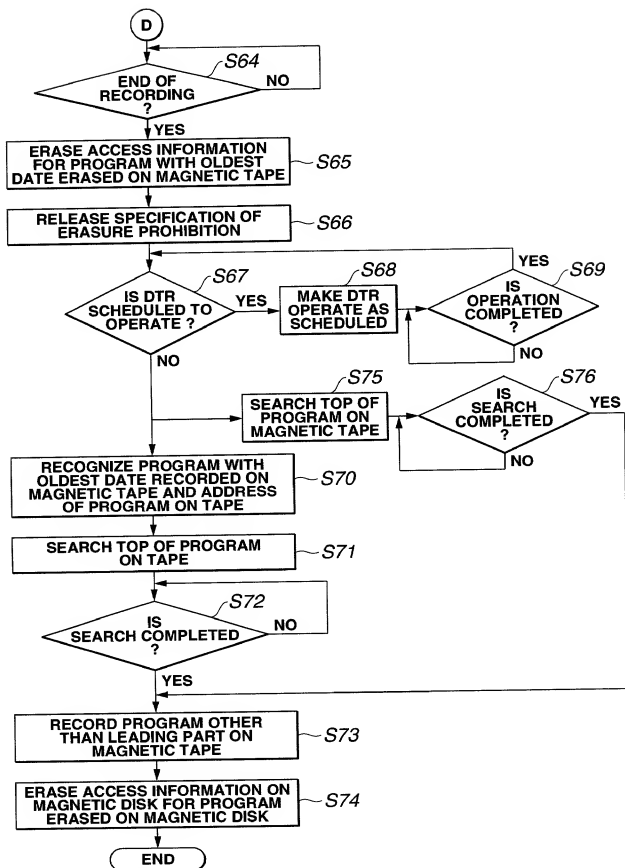 D
S64
END OF
RECORDING
?
NO
YES
ERASE ACCESS INFORMATION
FOR PROGRAM WITH OLDEST
DATE ERASED ON MAGNETIC TAPE
S65
RELEASE SPECIFICATION OF
ERASURE PROHIBITION
S66
YES
S67
IS DTR
SCHEDULED TO
OPERATE ?
YES
NO
S68
MAKE DTR
OPERATE AS
SCHEDULED
S69
IS
OPERATION
COMPLETED
?
NO
S75
SEARCH TOP OF
PROGRAM ON
MAGNETIC TAPE
S76
IS
SEARCH
COMPLETED
?
YES
NO
RECOGNIZE PROGRAM WITH
OLDEST DATE RECORDED ON
MAGNETIC TAPE AND ADDRESS
OF PROGRAM ON TAPE
S70
SEARCH TOP OF PROGRAM
ON TAPE
S71
S72
IS
SEARCH COMPLETED
?
NO
YES
RECORD PROGRAM OTHER
THAN LEADING PART ON
MAGNETIC TAPE
S73
ERASE ACCESS INFORMATION ON
MAGNETIC DISK FOR PROGRAM
ERASED ON MAGNETIC DISK
S74
END